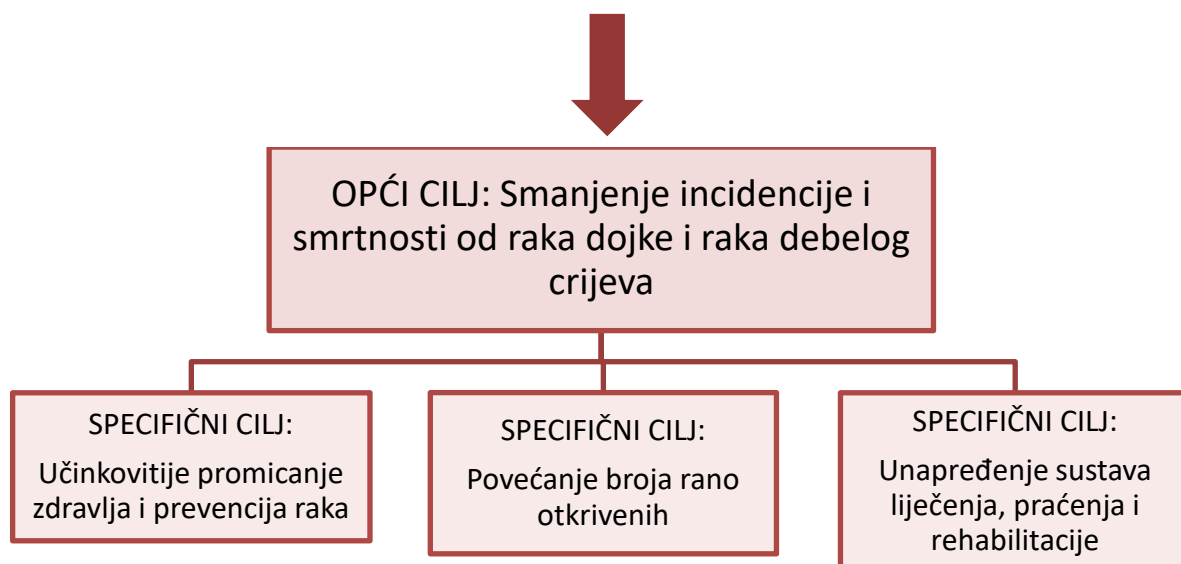 OPĆI CILJ: Smanjenje incidencije i
smrtnosti od raka dojke i raka debelog
crijeva
SPECIFIČNI CILJ:
Učinkovitije promicanje
zdravlja i prevencija raka
SPECIFIČNI CILJ:
Povećanje broja rano
otkrivenih
SPECIFIČNI CILJ:
Unapređenje sustava
liječenja, praćenja i
rehabilitacije